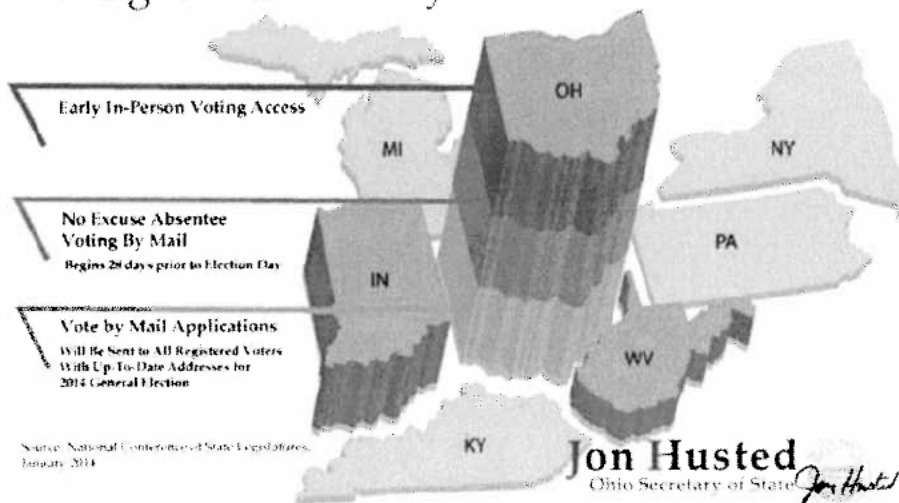 Early In-Person Voting Access
OH
MI
NY
No Excuse Absentee
Voting By Mail
Begins 28 days prior to Election Day
PA
IN
Vote by Mail Applications
Will Be Sent to All Registered Voters
With Up-To-Date Addresses for
2014 General Election
WV
Source: National Conference of State Legislatures,
January 2014
KY
Jon Husted
Ohio Secretary of State
Jon Husted